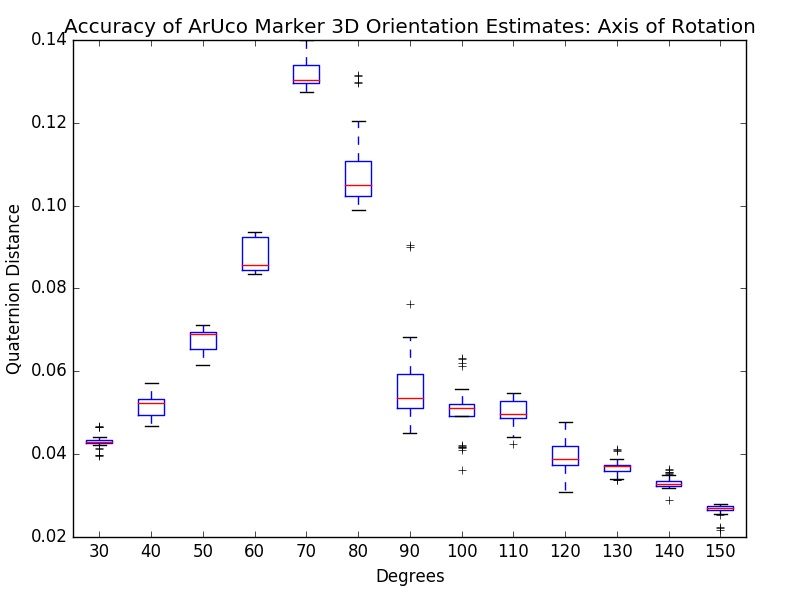 Accuracy of ArUco Marker 3D Orientation Estimates: Axis of Rotation
0.14
0.12
0.10
0.08
0.06
0.04
0.02
Quaternion Distance
30 40 50 60 70 80 90 100 110 120 130 140 150
Degrees